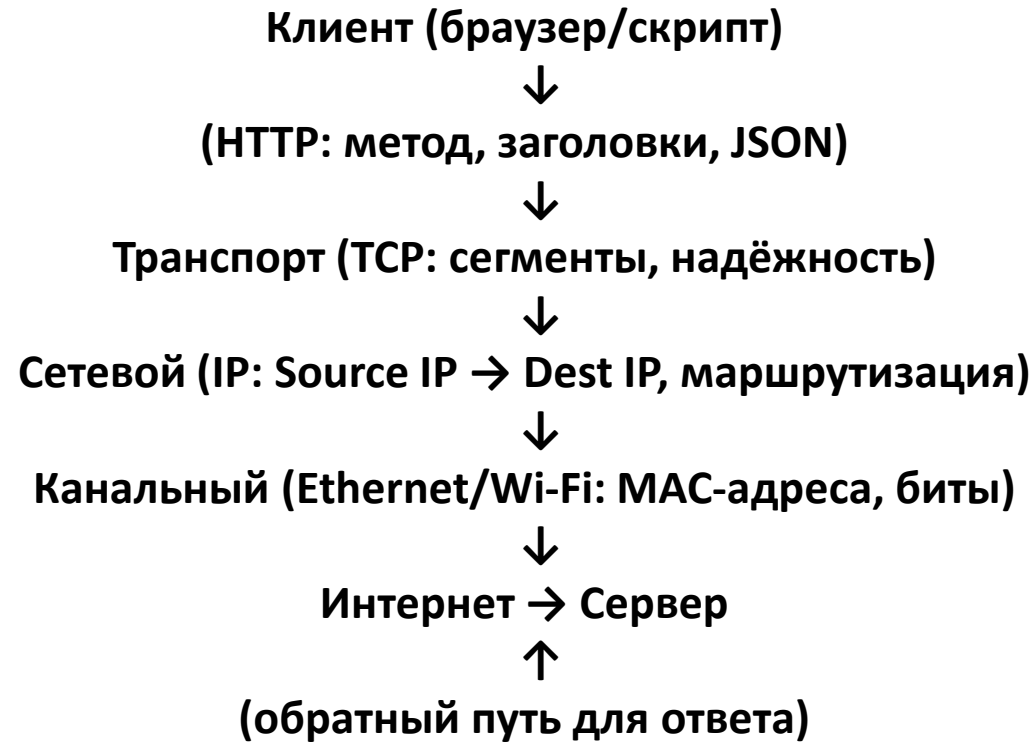 Клиент (браузер/скрипт)
↓
(HTTP: метод, заголовки, JSON)
↓
Транспорт (TCP: сегменты, надёжность)
↓
Сетевой (IP: Source IP → Dest IP, маршрутизация)
↓
Канальный (Ethernet/Wi-Fi: MAC-адреса, биты)
↓
Интернет → Сервер
↑
(обратный путь для ответа)